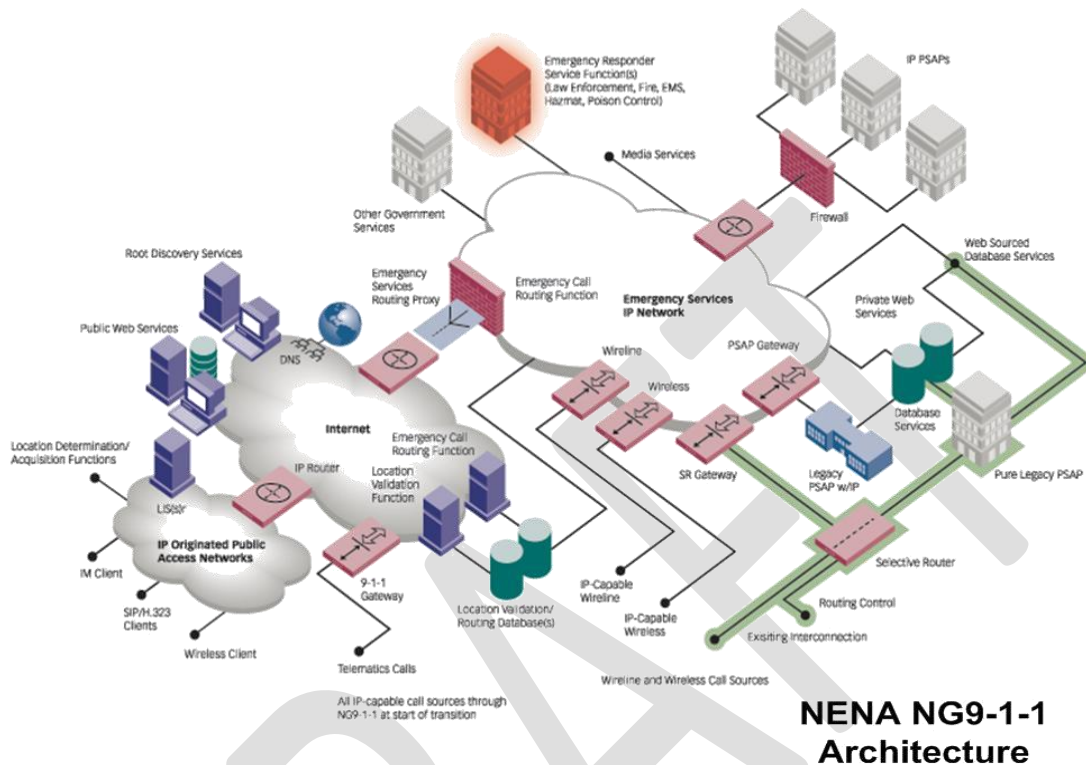 Emergency Responder
Service Function(s)
(Law Enforcement, Fire, EMS,
Hazmat, Poison Control)
IP PSAPs
Media Services
Other Government
Services
Firewall
Root Discovery Services
Web Sourced
Database Services
Emergency
Services
Routing Proxy
Emergency Call
Routing Function
Emergency Services
IP Network
Private Web
Services
Public Web Services
DNS
Wireline
PSAP Gateway
Wireless
Internet
Emergency Call
Routing Function
Database
Services
Location Determination/
Acquisition Functions
IP Router
Location
Validation
Function
SR Gateway
Legacy
PSAP w/IP
Pure Legacy PSAP
LIS(s)r
IP Originated Public
Access Networks
IM Client
9-1-1
Gateway
Selective Router
SIP/H.323
Clients
Location Validation/
Routing Database(s)
IP-Capable
Wireline
IP-Capable
Wireless
Routing Control
Exisiting Interconnection
Wireless Client
Telematics Calls
Wireline and Wireless Call Sources
All IP-capable call sources through
NG9-1-1 at start of transition
NENA NG9-1-1
Architecture
DRAFT